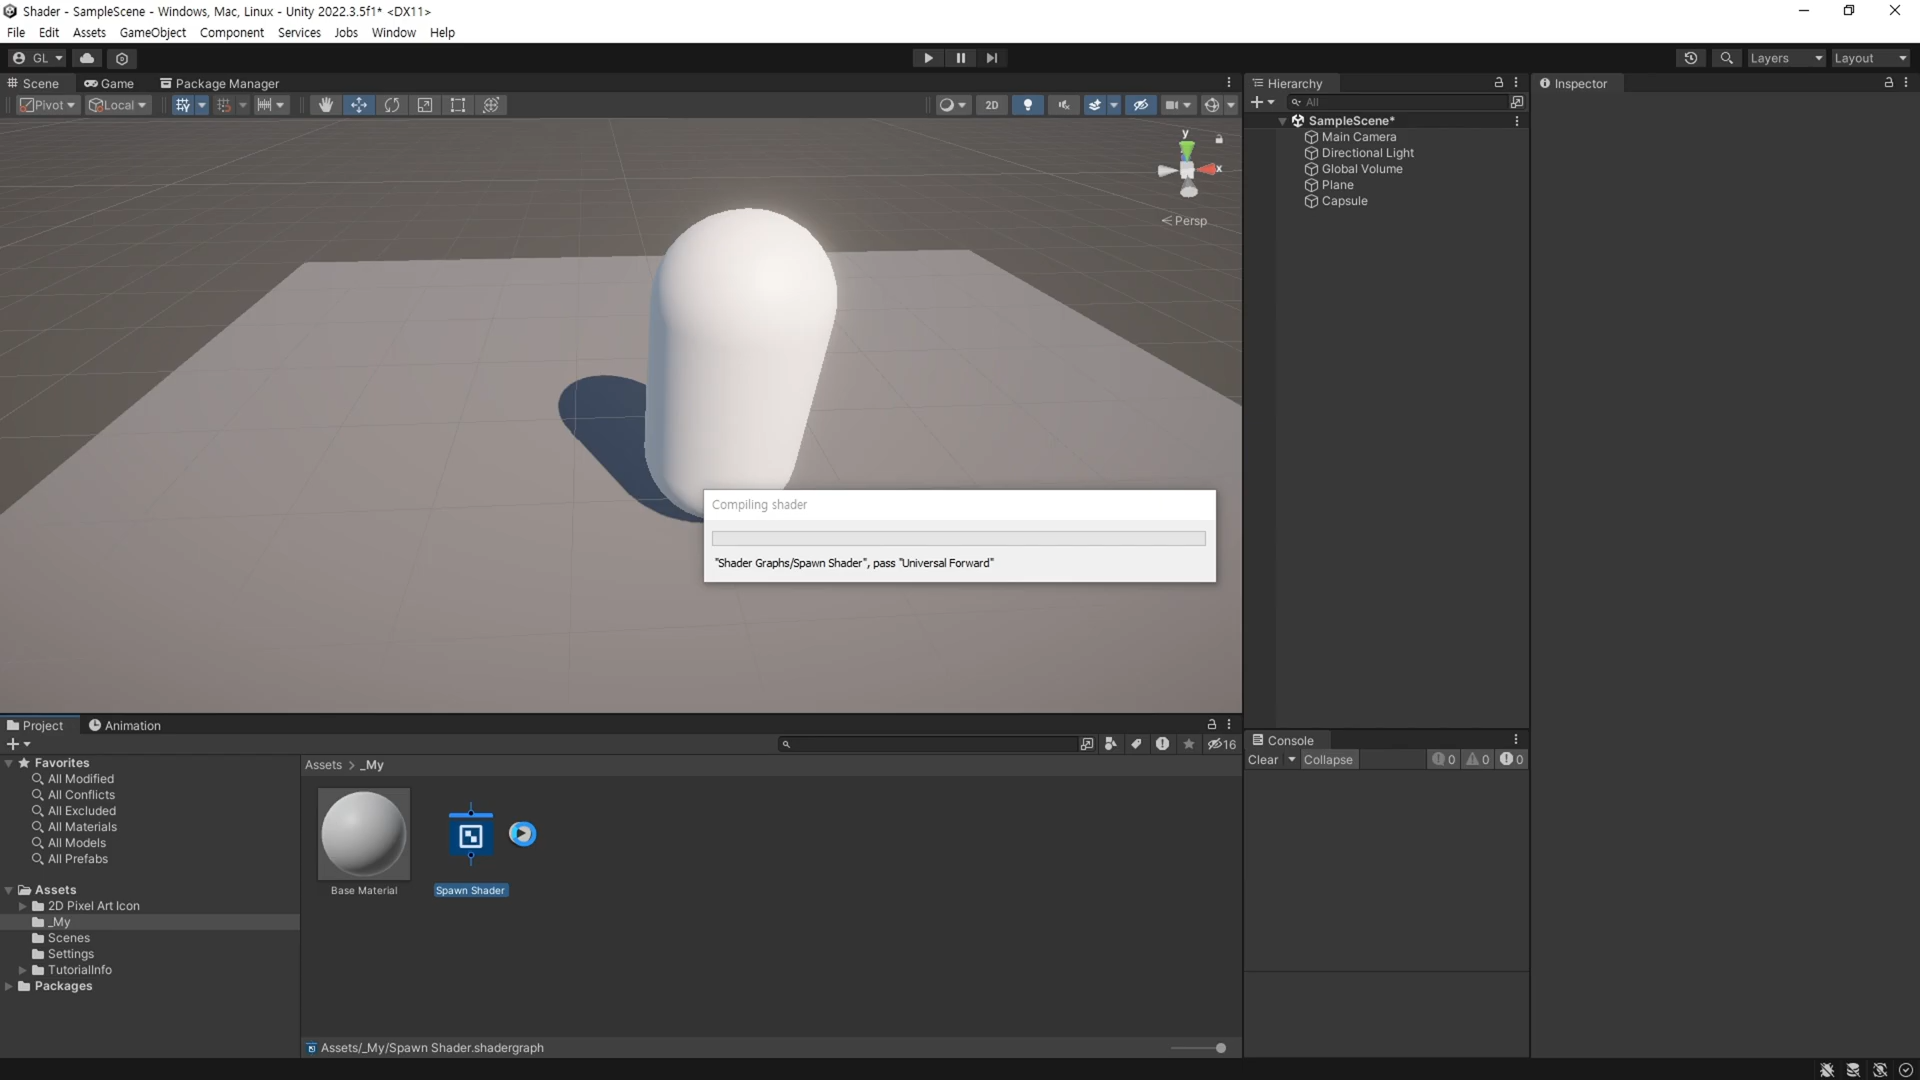 Shader - SampleScene - Windows, Mac, Linux - Unity 2022.3.5f1* <DX11>
File Edit Assets GameObject Component Services Jobs Window Help
GL Layers Layout
Scene Game Package Manager
Pivot Local 2D
y
x
Persp
Hierarchy
All
SampleScene*
Main Camera
Directional Light
Global Volume
Plane
Capsule
Inspector
Compiling shader
"Shader Graphs/Spawn Shader", pass "Universal Forward"
Project Animation
16
Favorites
All Modified
All Conflicts
All Excluded
All Materials
All Models
All Prefabs
Assets
2D Pixel Art Icon
_My
Scenes
Settings
TutorialInfo
Packages
Assets > _My
Base Material
Spawn Shader
Assets/_My/Spawn Shader.shadergraph
Console
Clear Collapse 0 0 0